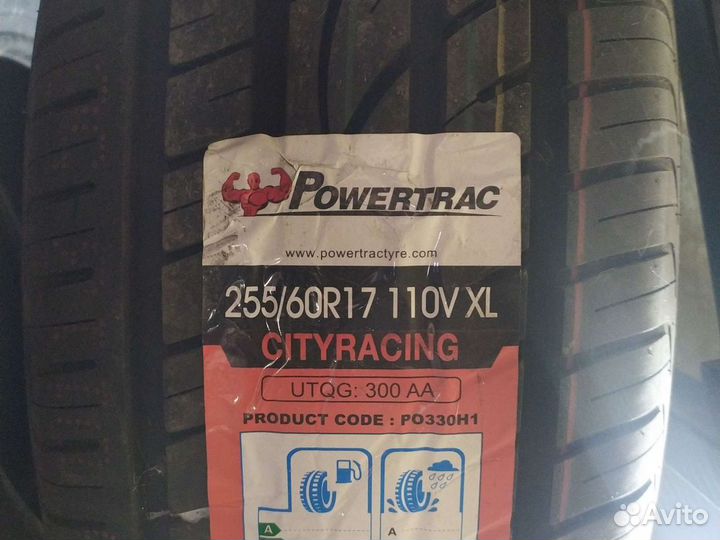 POWERTRAC
www.powertractyre.com
255/60R17 110V XL
CITYRACING
UTQG: 300 AA
PRODUCT CODE : PO330H1
A
A
Avito